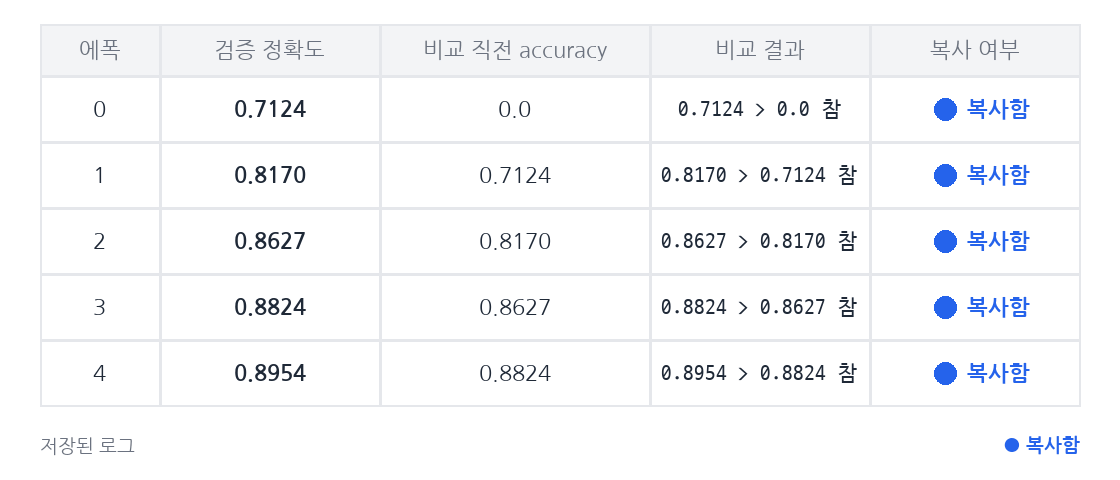 에폭 검증 정확도 비교 직전 accuracy 비교 결과 복사 여부
0 0.7124 0.0 0.7124 > 0.0 참 복사함
1 0.8170 0.7124 0.8170 > 0.7124 참 복사함
2 0.8627 0.8170 0.8627 > 0.8170 참 복사함
3 0.8824 0.8627 0.8824 > 0.8627 참 복사함
4 0.8954 0.8824 0.8954 > 0.8824 참 복사함
저장된 로그 복사함